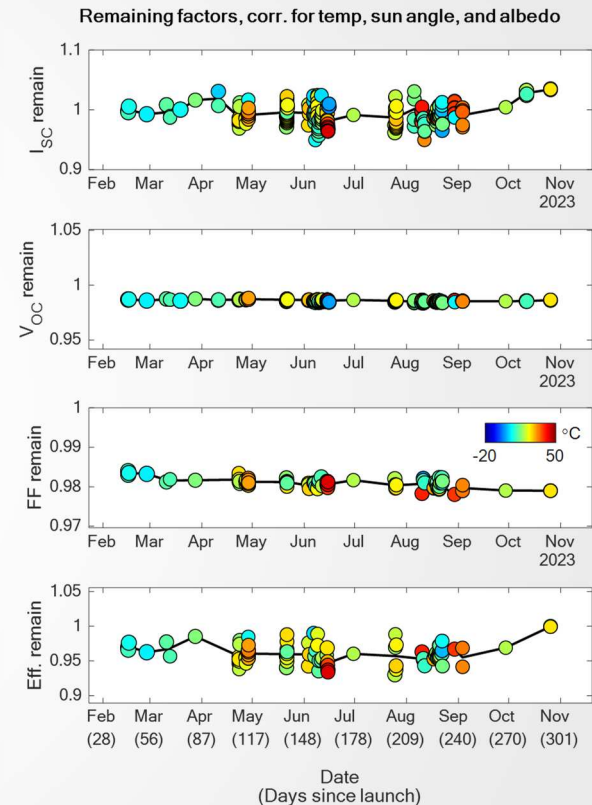 Remaining factors, corr. for temp, sun angle, and albedo
1.1
1
0.9
I_SC remain
Feb Mar Apr May Jun Jul Aug Sep Oct Nov
2023
1.05
1
0.95
V_OC remain
Feb Mar Apr May Jun Jul Aug Sep Oct Nov
2023
1
0.99
0.98
0.97
FF remain
°C
-20 50
Feb Mar Apr May Jun Jul Aug Sep Oct Nov
2023
1.05
1
0.95
0.9
Eff. remain
Feb Mar Apr May Jun Jul Aug Sep Oct Nov
(28) (56) (87) (117) (148) (178) (209) (240) (270) (301)
Date
(Days since launch)